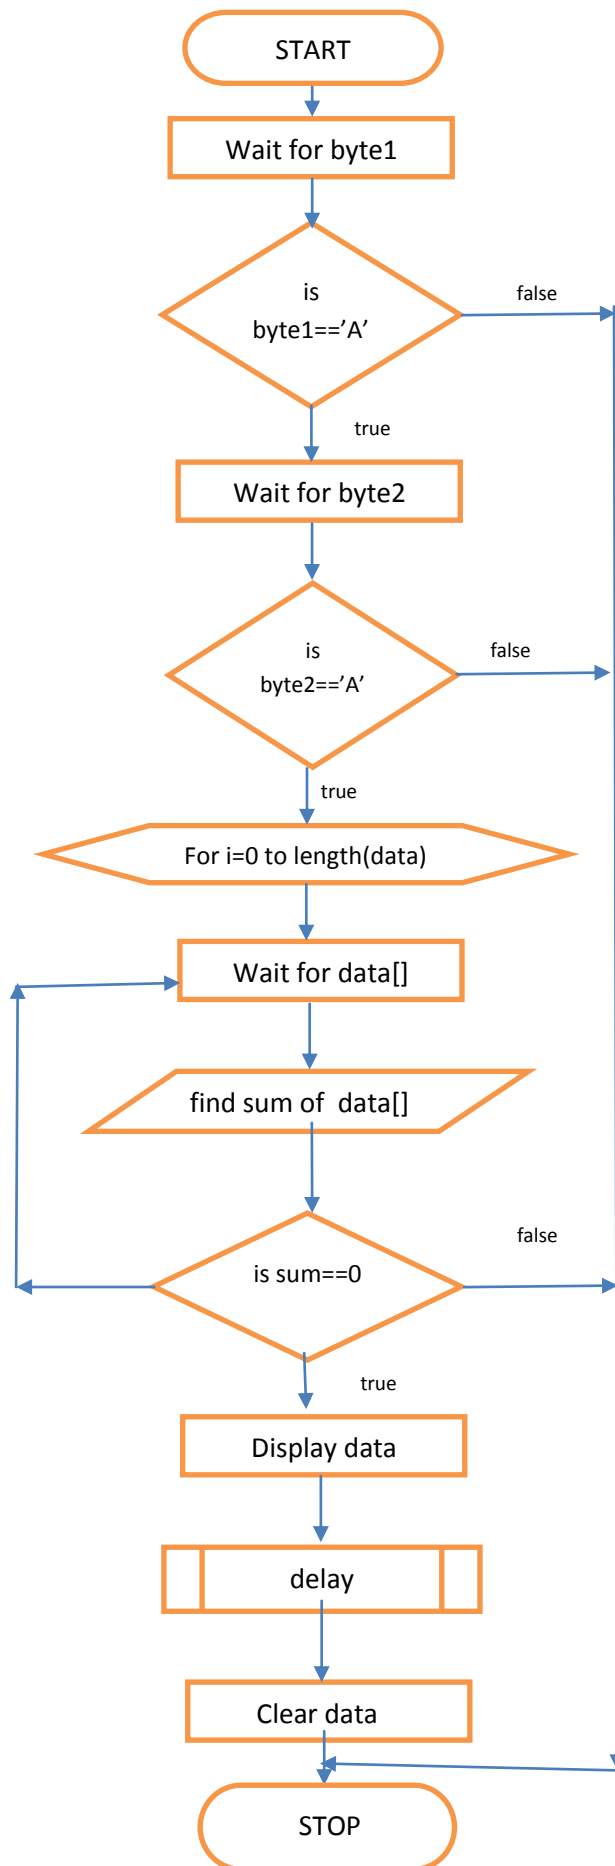 START
Wait for byte1
is
byte1==’A’
false
true
Wait for byte2
is
byte2==’A’
false
true
For i=0 to length(data)
Wait for data[]
find sum of  data[]
is sum==0
false
true
Display data
delay
Clear data
STOP